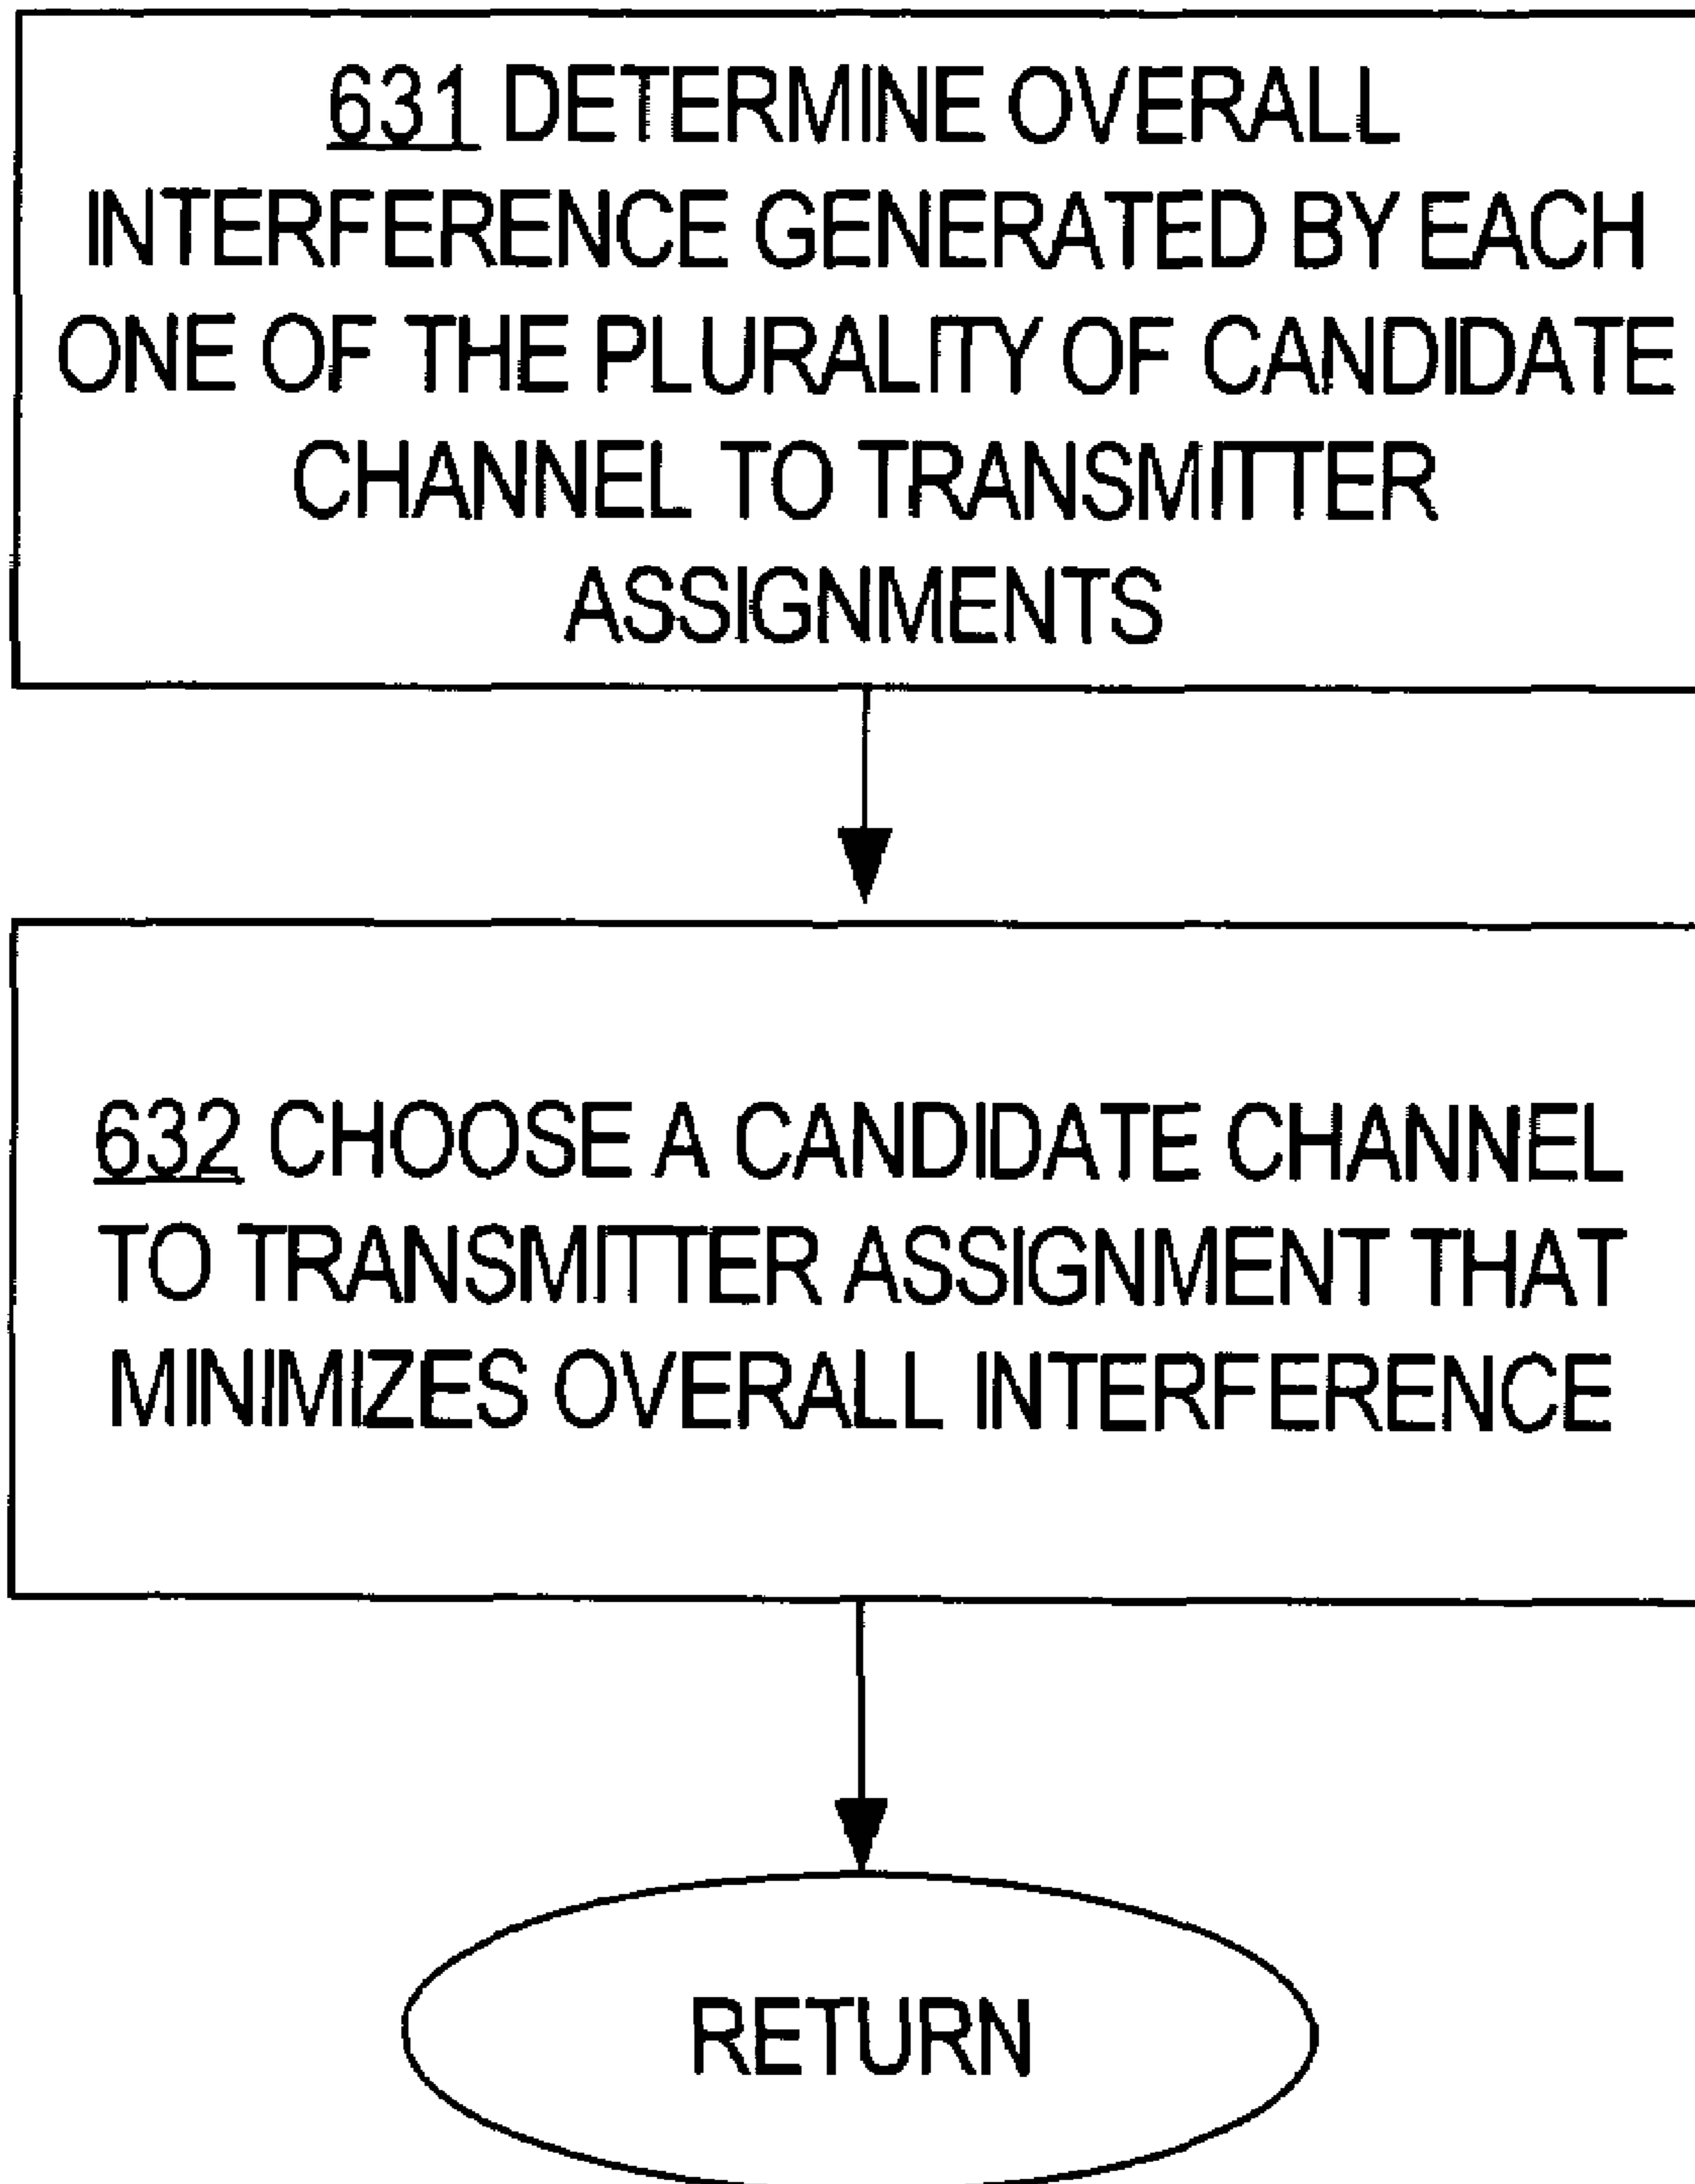 631 DETERMINE OVERALL
INTERFERENCE GENERATED BY EACH
ONE OF THE PLURALITY OF CANDIDATE
CHANNEL TO TRANSMITTER
ASSIGNMENTS
632 CHOOSE A CANDIDATE CHANNEL
TO TRANSMITTER ASSIGNMENT THAT
MINIMIZES OVERALL INTERFERENCE
RETURN